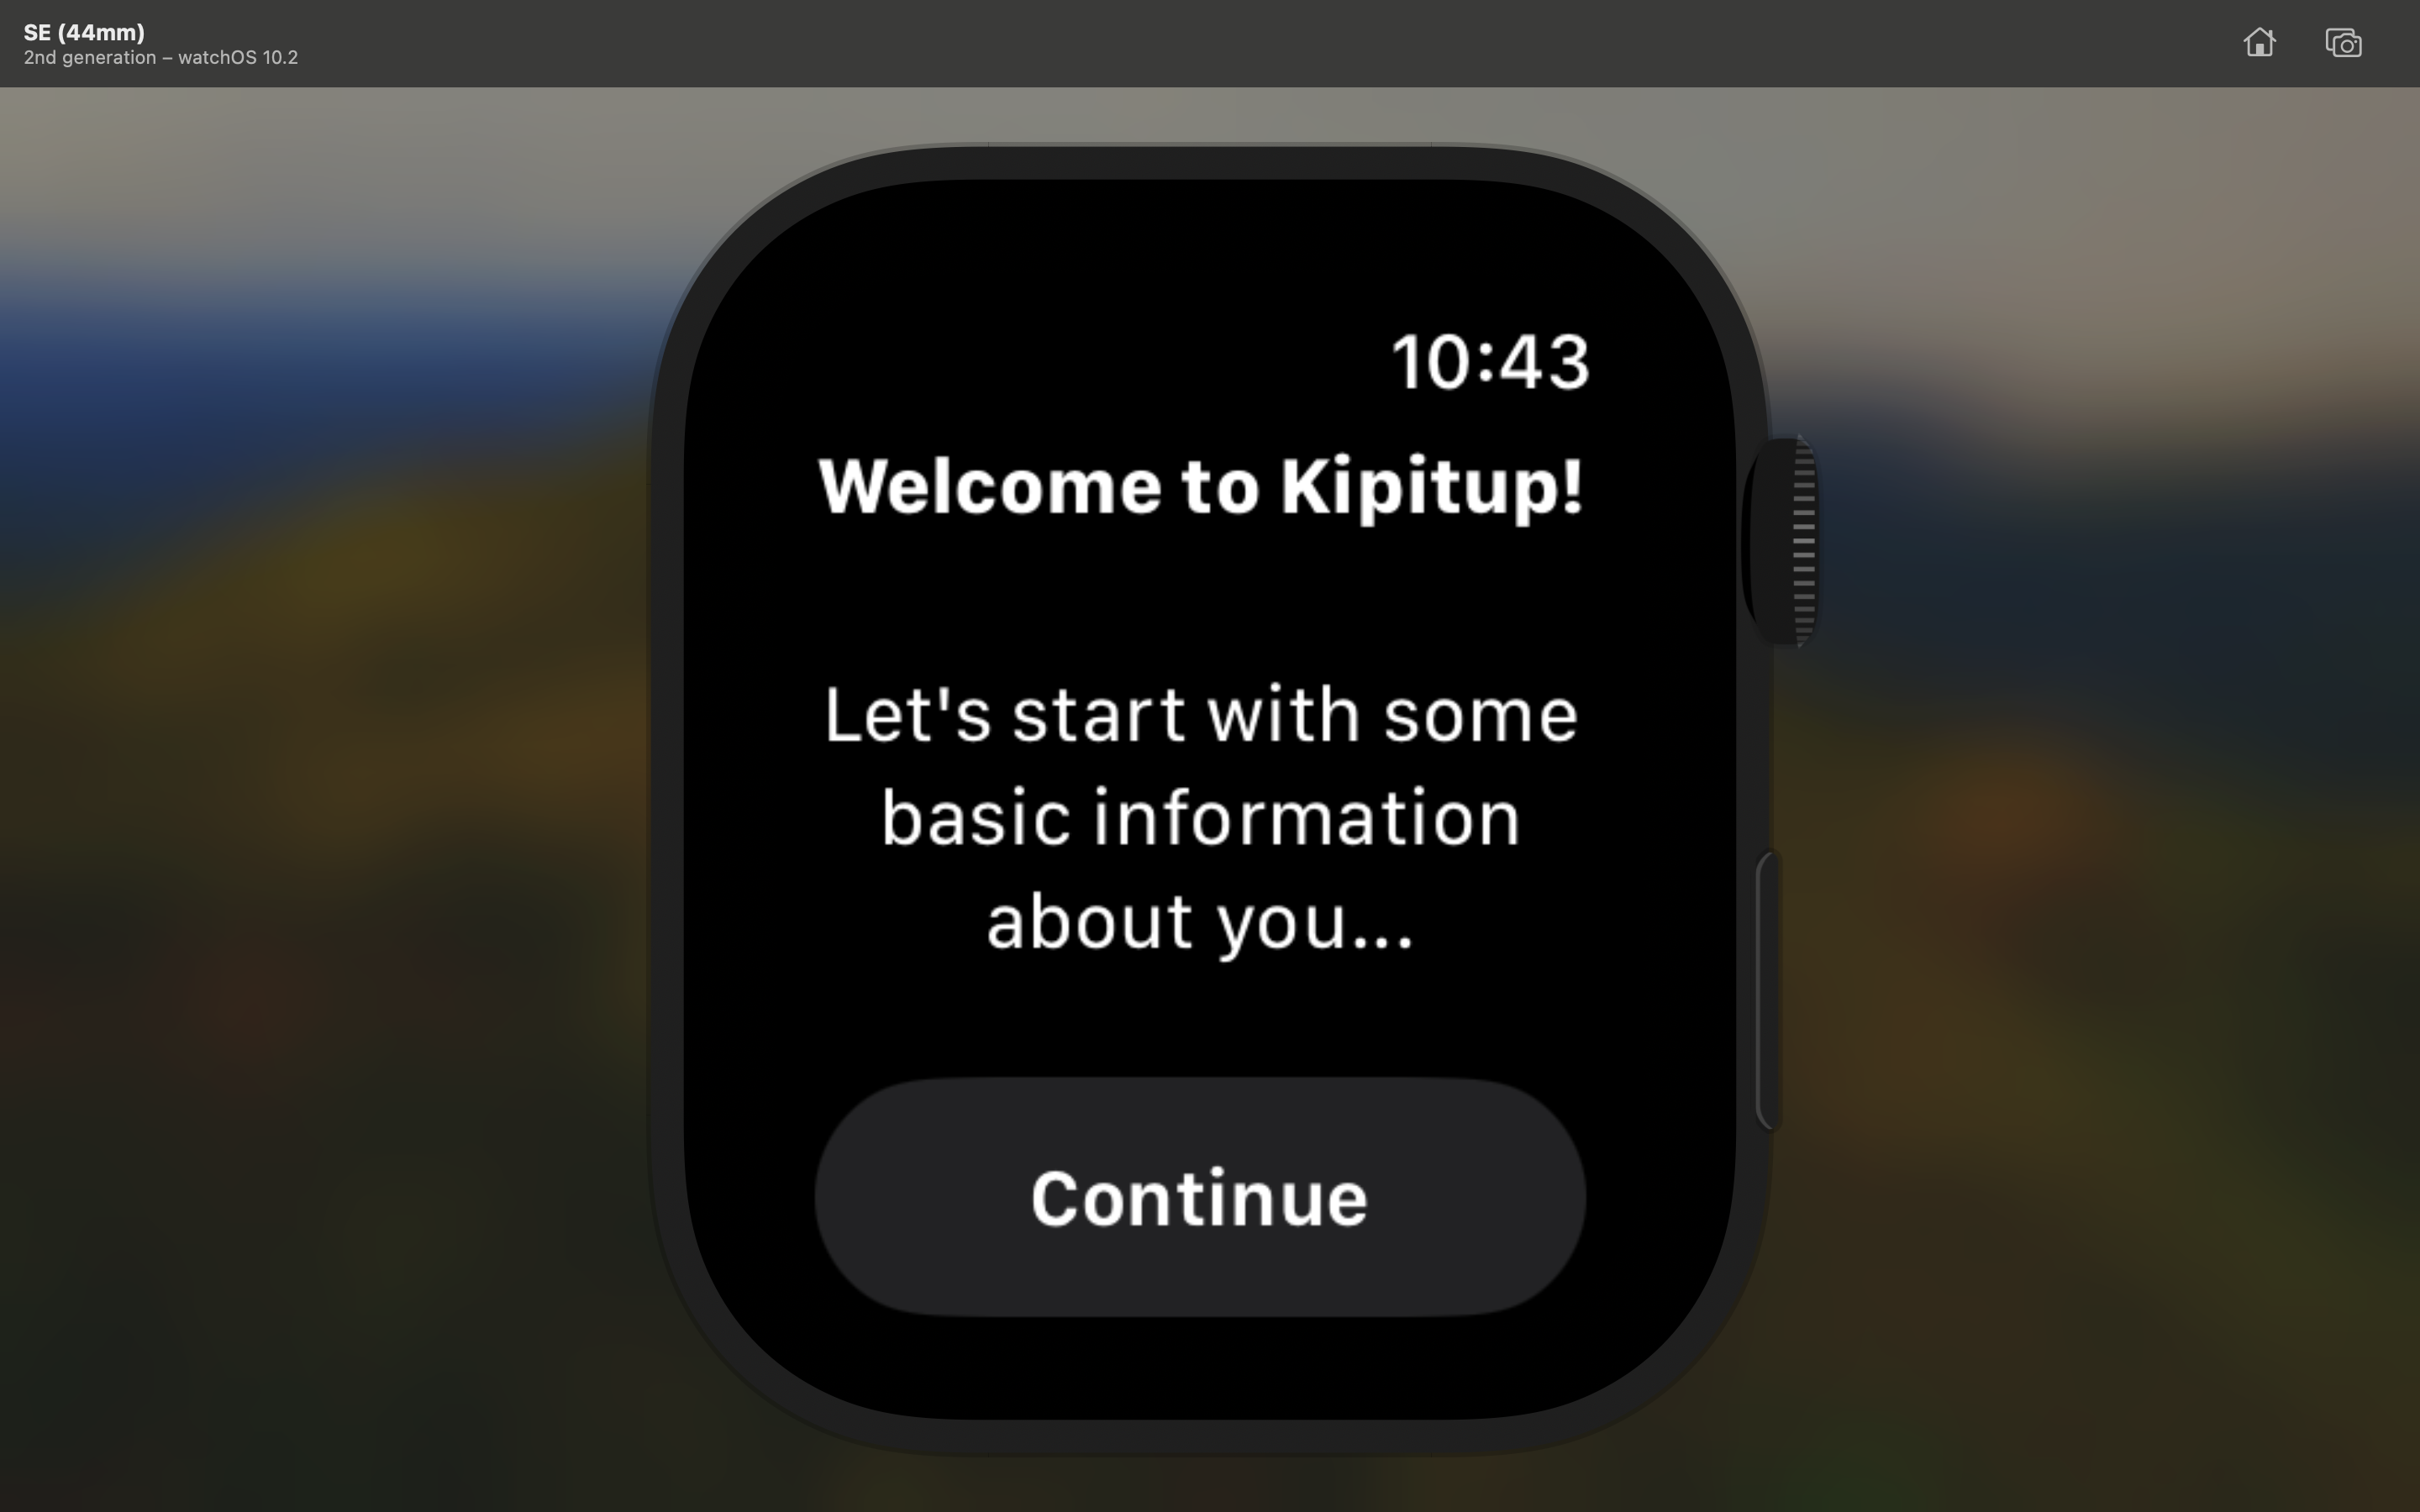 SE (44mm)
2nd generation – watchOS 10.2
10:43
Welcome to Kipitup!
Let's start with some
basic information
about you...
Continue